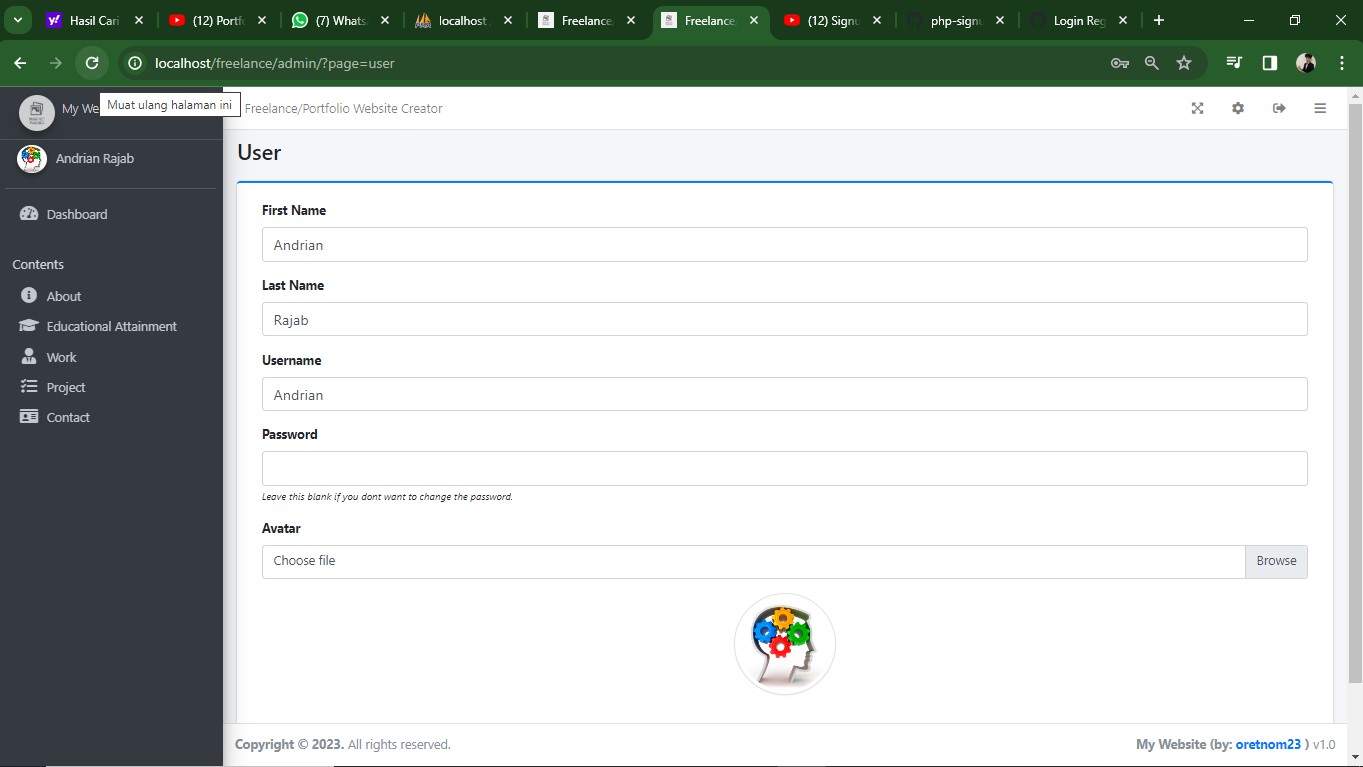 Hasil Cari
(12) Portf
(7) Whats
localhost
Freelance
Freelance
(12) Signu
php-signu
Login Reg
localhost/freelance/admin/?page=user
My We
Muat ulang halaman ini
Freelance/Portfolio Website Creator
Andrian Rajab
User
Dashboard
Contents
About
Educational Attainment
Work
Project
Contact
First Name
Andrian
Last Name
Rajab
Username
Andrian
Password
Leave this blank if you dont want to change the password.
Avatar
Choose file
Browse
Copyright © 2023. All rights reserved.
My Website (by: oretnom23 ) v1.0